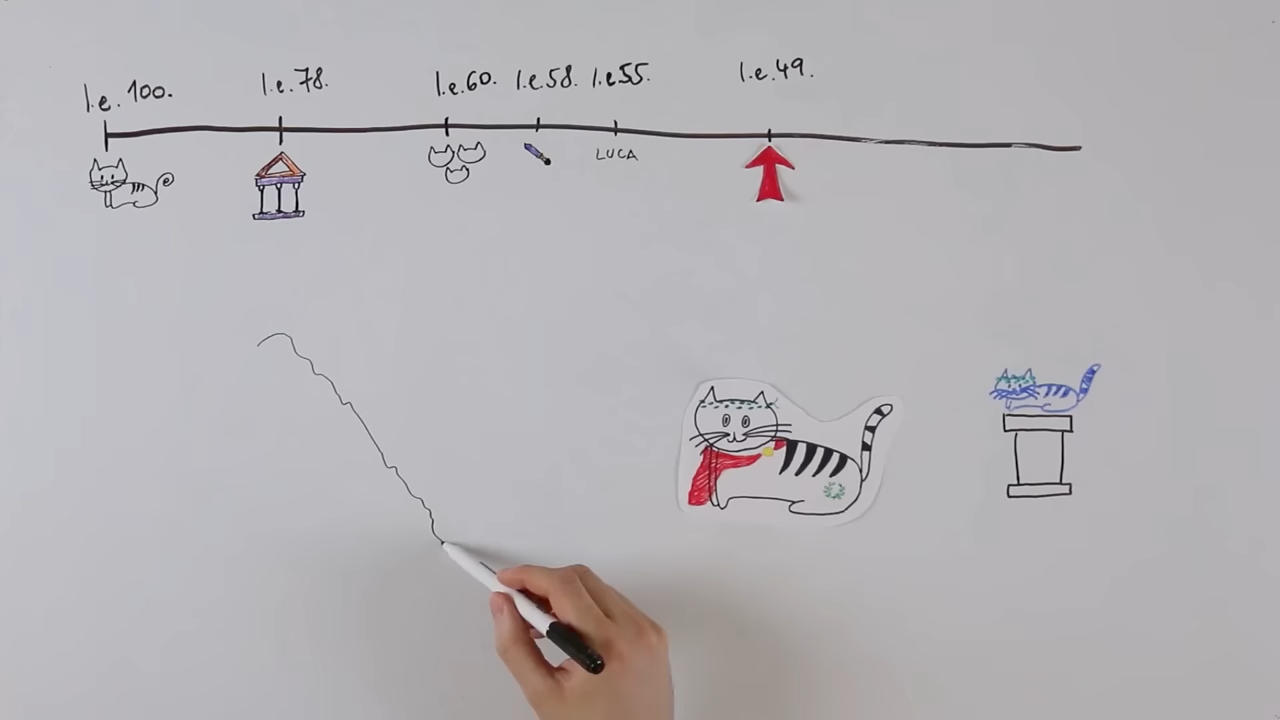 I.e. 100.
I.e. 78.
I.e. 60.
I.e. 58.
I.e 55.
I.e. 49.
LUCA